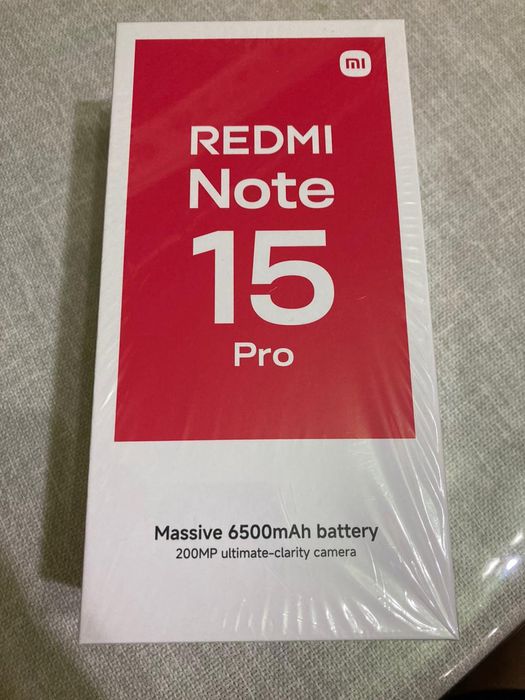 mi
REDMI
Note
15
Pro
Massive 6500mAh battery
200MP ultimate-clarity camera